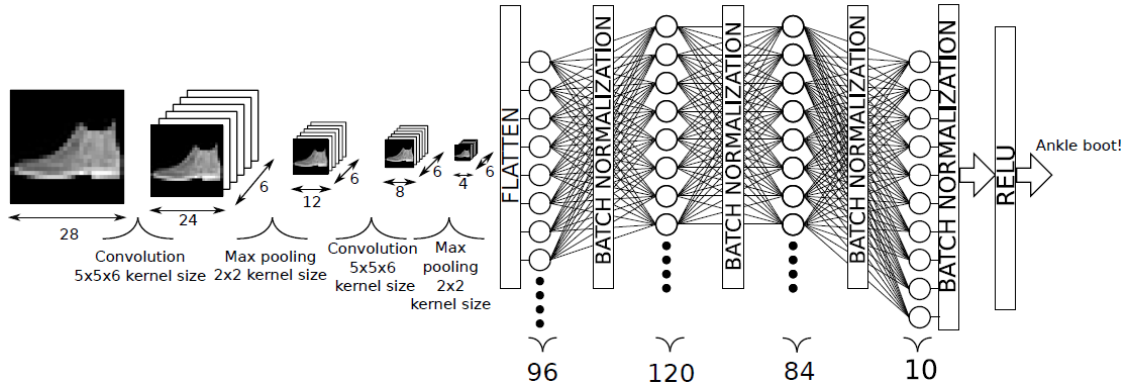 28
Convolution
5x5x6 kernel size
24
6
Max pooling
2x2 kernel size
12
6
Convolution
5x5x6
kernel size
8
6
Max
pooling
2x2
kernel size
4
6
FLATTEN
96
BATCH NORMALIZATION
120
BATCH NORMALIZATION
84
BATCH NORMALIZATION
10
BATCH NORMALIZATION
RELU
Ankle boot!